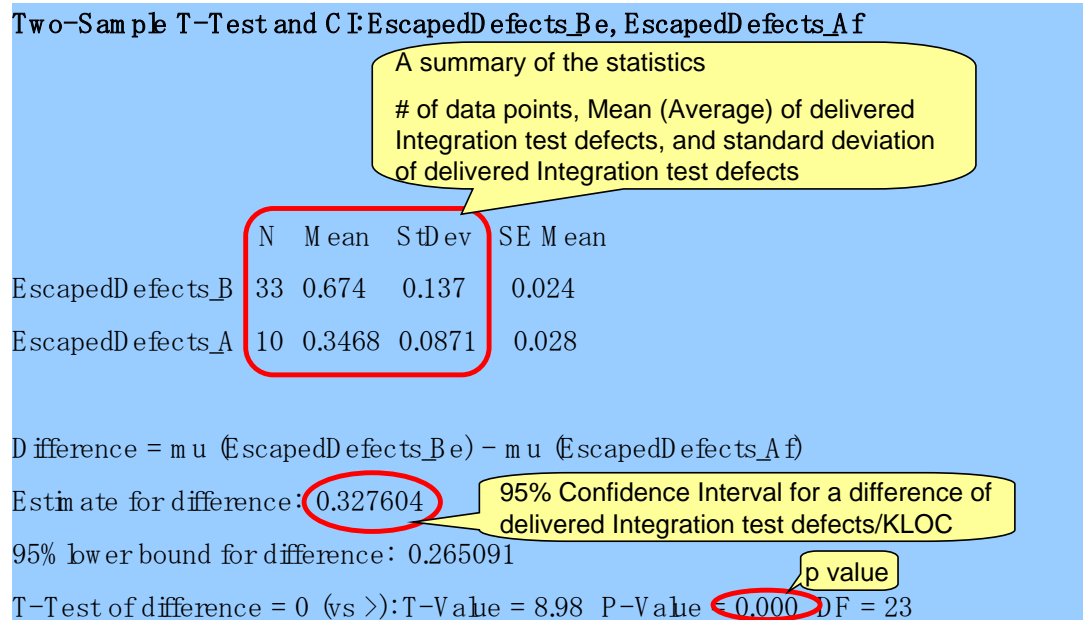 Two-Sample T-Test and CI: EscapedDefects_Be, EscapedDefects_Af
A summary of the statistics
# of data points, Mean (Average) of delivered
Integration test defects, and standard deviation
of delivered Integration test defects
N Mean StDev SE Mean
EscapedDefects_B 33 0.674 0.137 0.024
EscapedDefects_A 10 0.3468 0.0871 0.028
Difference = mu (EscapedDefects_Be) - mu (EscapedDefects_Af)
Estimate for difference: 0.327604
95% Confidence Interval for a difference of
delivered Integration test defects/KLOC
95% lower bound for difference: 0.265091
p value
T-Test of difference = 0 (vs >): T-Value = 8.98 P-Value = 0.000 DF = 23